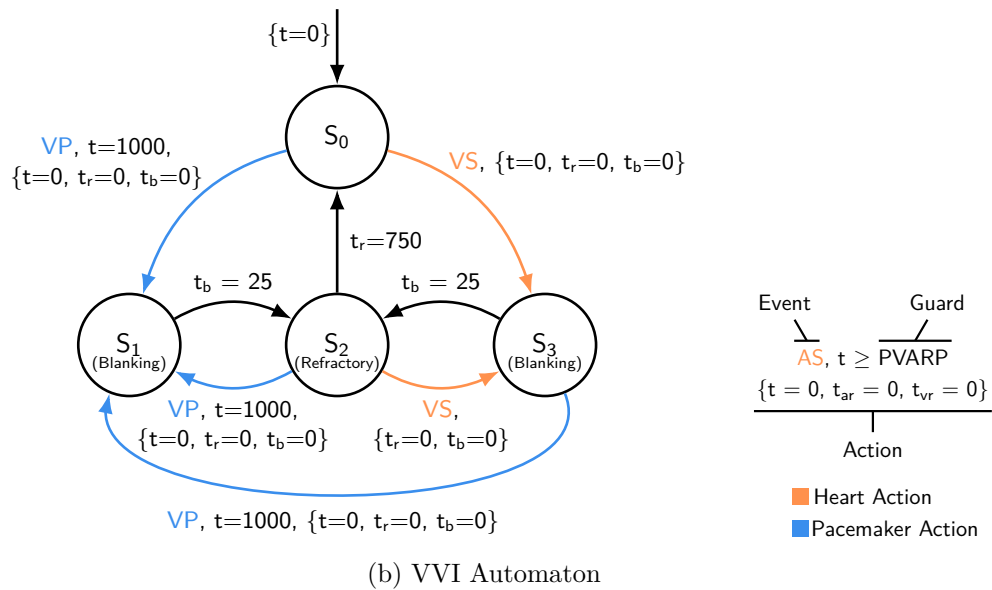 {t=0}
S0
VP, t=1000,
{t=0, tr=0, tb=0}
VS, {t=0, tr=0, tb=0}
tr=750
tb = 25
tb = 25
S1
(Blanking)
S2
(Refractory)
S3
(Blanking)
VP, t=1000,
{t=0, tr=0, tb=0}
VS,
{tr=0, tb=0}
VP, t=1000, {t=0, tr=0, tb=0}
Event
Guard
AS, t ≥ PVARP
{t = 0, tar = 0, tvr = 0}
Action
Heart Action
Pacemaker Action
(b) VVI Automaton